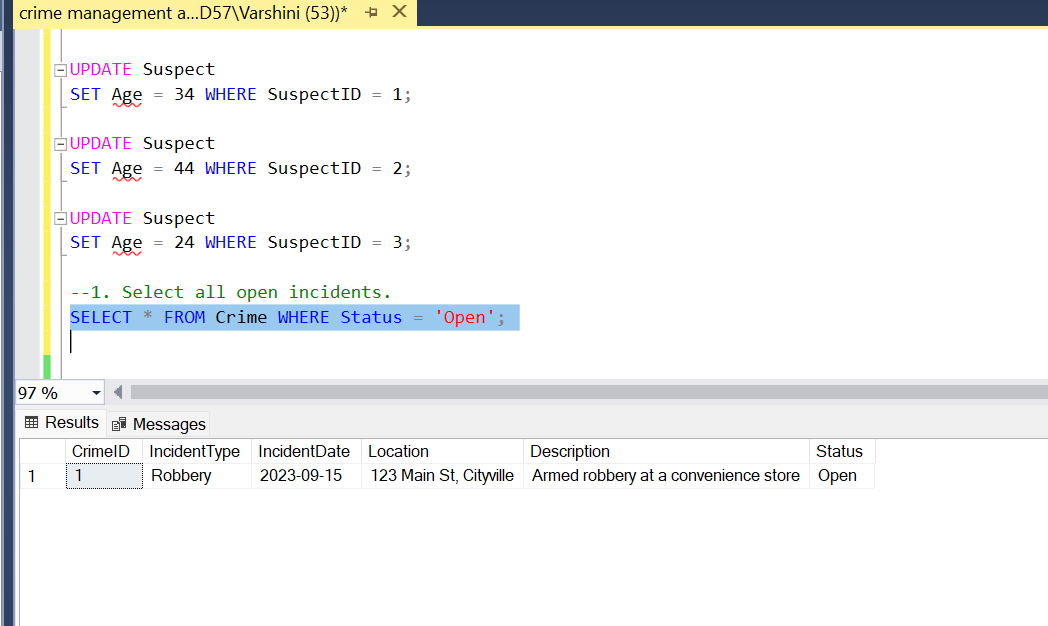 crime management a...D57\Varshini (53))*
UPDATE Suspect
SET Age = 34 WHERE SuspectID = 1;
UPDATE Suspect
SET Age = 44 WHERE SuspectID = 2;
UPDATE Suspect
SET Age = 24 WHERE SuspectID = 3;
--1. Select all open incidents.
SELECT * FROM Crime WHERE Status = 'Open';
97 %
Results Messages
CrimeID IncidentType IncidentDate Location Description Status
1 1 Robbery 2023-09-15 123 Main St, Cityville Armed robbery at a convenience store Open